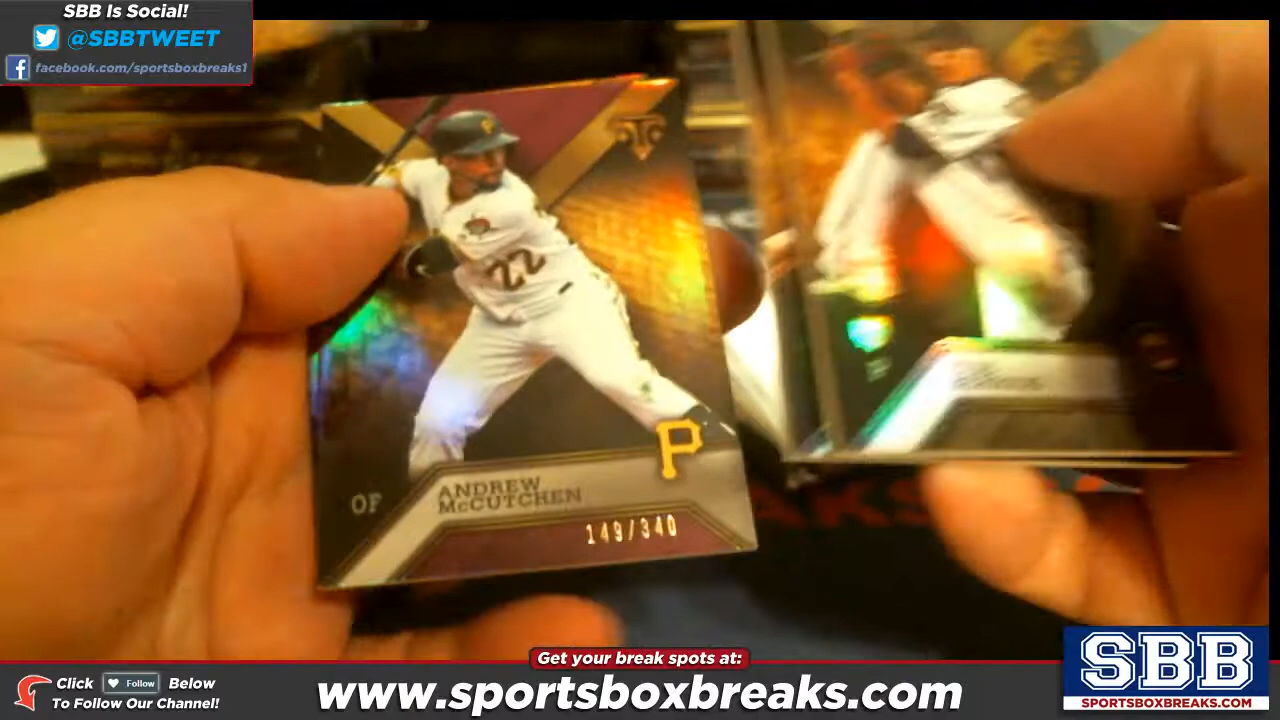 SBB Is Social!
@SBBTWEET
facebook.com/sportsboxbreaks1
22
P
OF
ANDREW
McCUTCHEN
149/340
Get your break spots at:
Click Follow Below
To Follow Our Channel!
www.sportsboxbreaks.com
SBB
SPORTSBOXBREAKS.COM